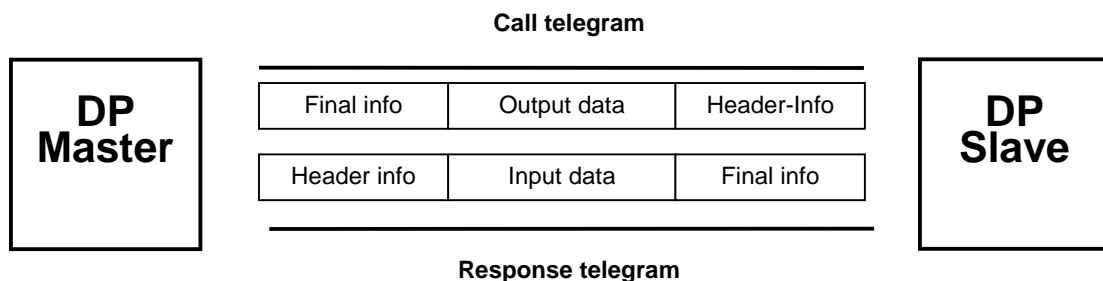 Call telegram
DP
Master
Final info
Output data
Header-Info
DP
Slave
Header info
Input data
Final info
Response telegram